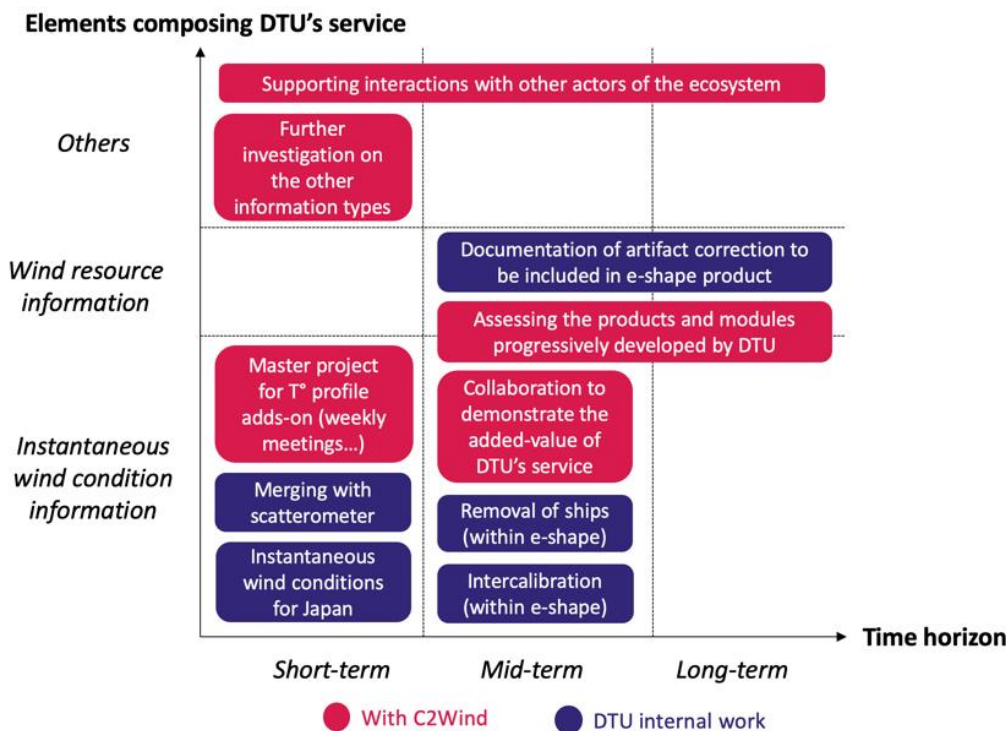 Elements composing DTU's service
Supporting interactions with other actors of the ecosystem
Others
Further
investigation on
the other
information types
Wind resource
information
Documentation of artifact correction to
be included in e-shape product
Assessing the products and modules
progressively developed by DTU
Instantaneous
wind condition
information
Master project
for T° profile
adds-on (weekly
meetings…)
Collaboration to
demonstrate the
added-value of
DTU's service
Merging with
scatterometer
Removal of ships
(within e-shape)
Instantaneous
wind conditions
for Japan
Intercalibration
(within e-shape)
Time horizon
Short-term
Mid-term
Long-term
With C2Wind
DTU internal work